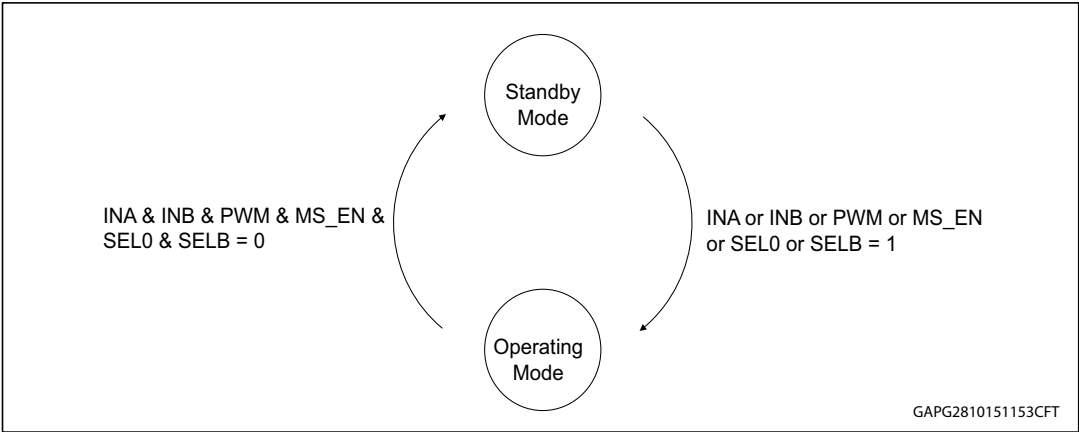 Standby
Mode
INA & INB & PWM & MS_EN &
SEL0 & SELB = 0
INA or INB or PWM or MS_EN
or SEL0 or SELB = 1
Operating
Mode
GAPG2810151153CFT